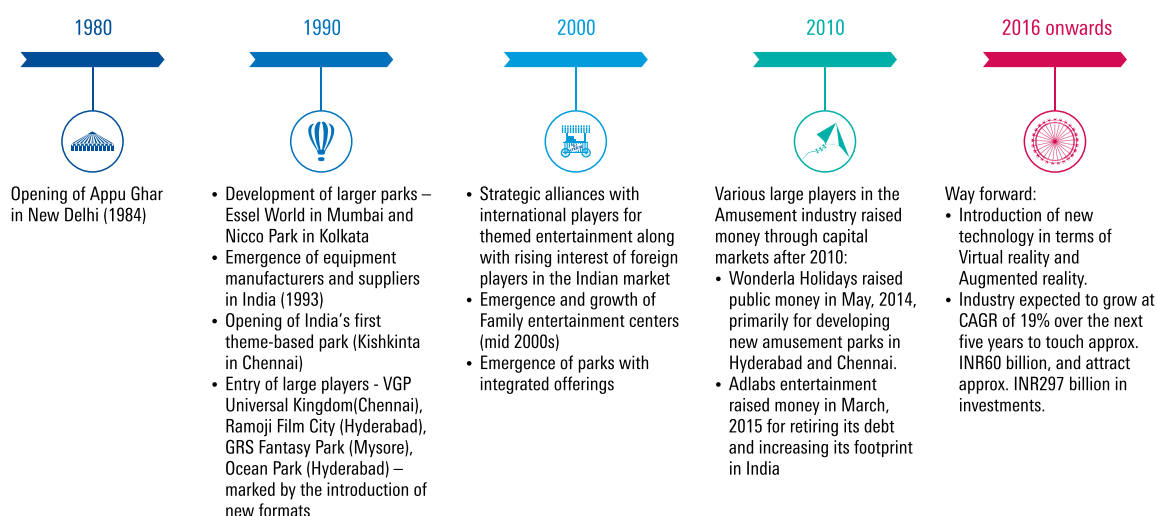 1980
Opening of Appu Ghar
in New Delhi (1984)
1990
• Development of larger parks –
Essel World in Mumbai and
Nicco Park in Kolkata
• Emergence of equipment
manufacturers and suppliers
in India (1993)
• Opening of India's first
theme-based park (Kishkinta
in Chennai)
• Entry of large players - VGP
Universal Kingdom(Chennai),
Ramoji Film City (Hyderabad),
GRS Fantasy Park (Mysore),
Ocean Park (Hyderabad) –
marked by the introduction of
new formats
2000
• Strategic alliances with
international players for
themed entertainment along
with rising interest of foreign
players in the Indian market
• Emergence and growth of
Family entertainment centers
(mid 2000s)
• Emergence of parks with
integrated offerings
2010
Various large players in the
Amusement industry raised
money through capital
markets after 2010:
• Wonderla Holidays raised
public money in May, 2014,
primarily for developing
new amusement parks in
Hyderabad and Chennai.
• Adlabs entertainment
raised money in March,
2015 for retiring its debt
and increasing its footprint
in India
2016 onwards
Way forward:
• Introduction of new
technology in terms of
Virtual reality and
Augmented reality.
• Industry expected to grow at
CAGR of 19% over the next
five years to touch approx.
INR60 billion, and attract
approx. INR297 billion in
investments.